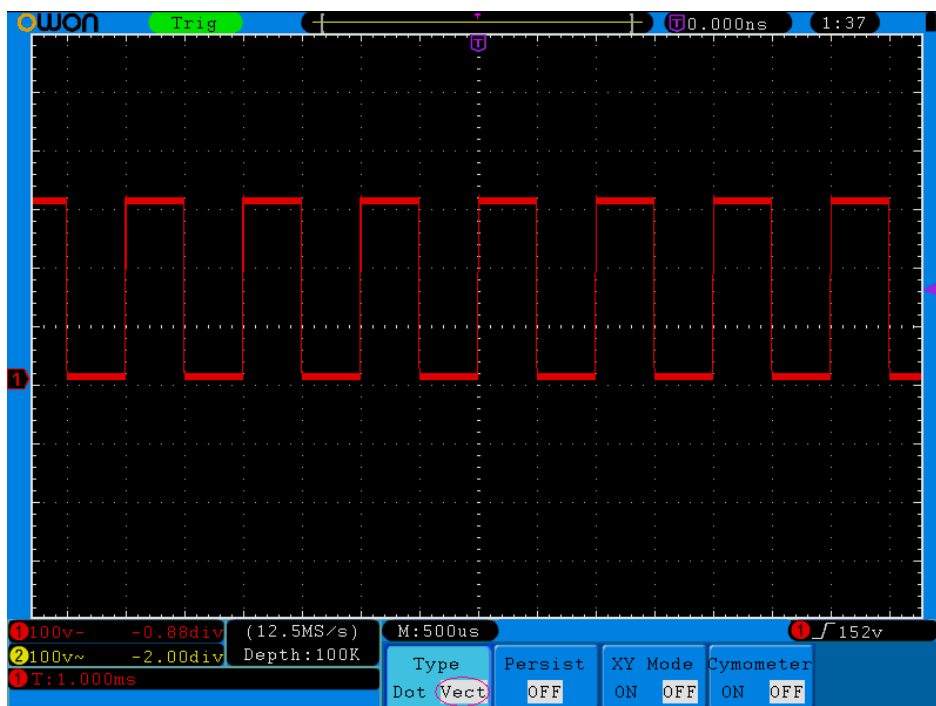 owon Trig T T 0.000ns 1:37
T
1
1 100v- -0.88div (12.5MS/s) M:500us 1 152v
2 100v~ -2.00div Depth:100K
1 T:1.000ms
Type Persist XY Mode Cymometer
Dot Vect OFF ON OFF ON OFF